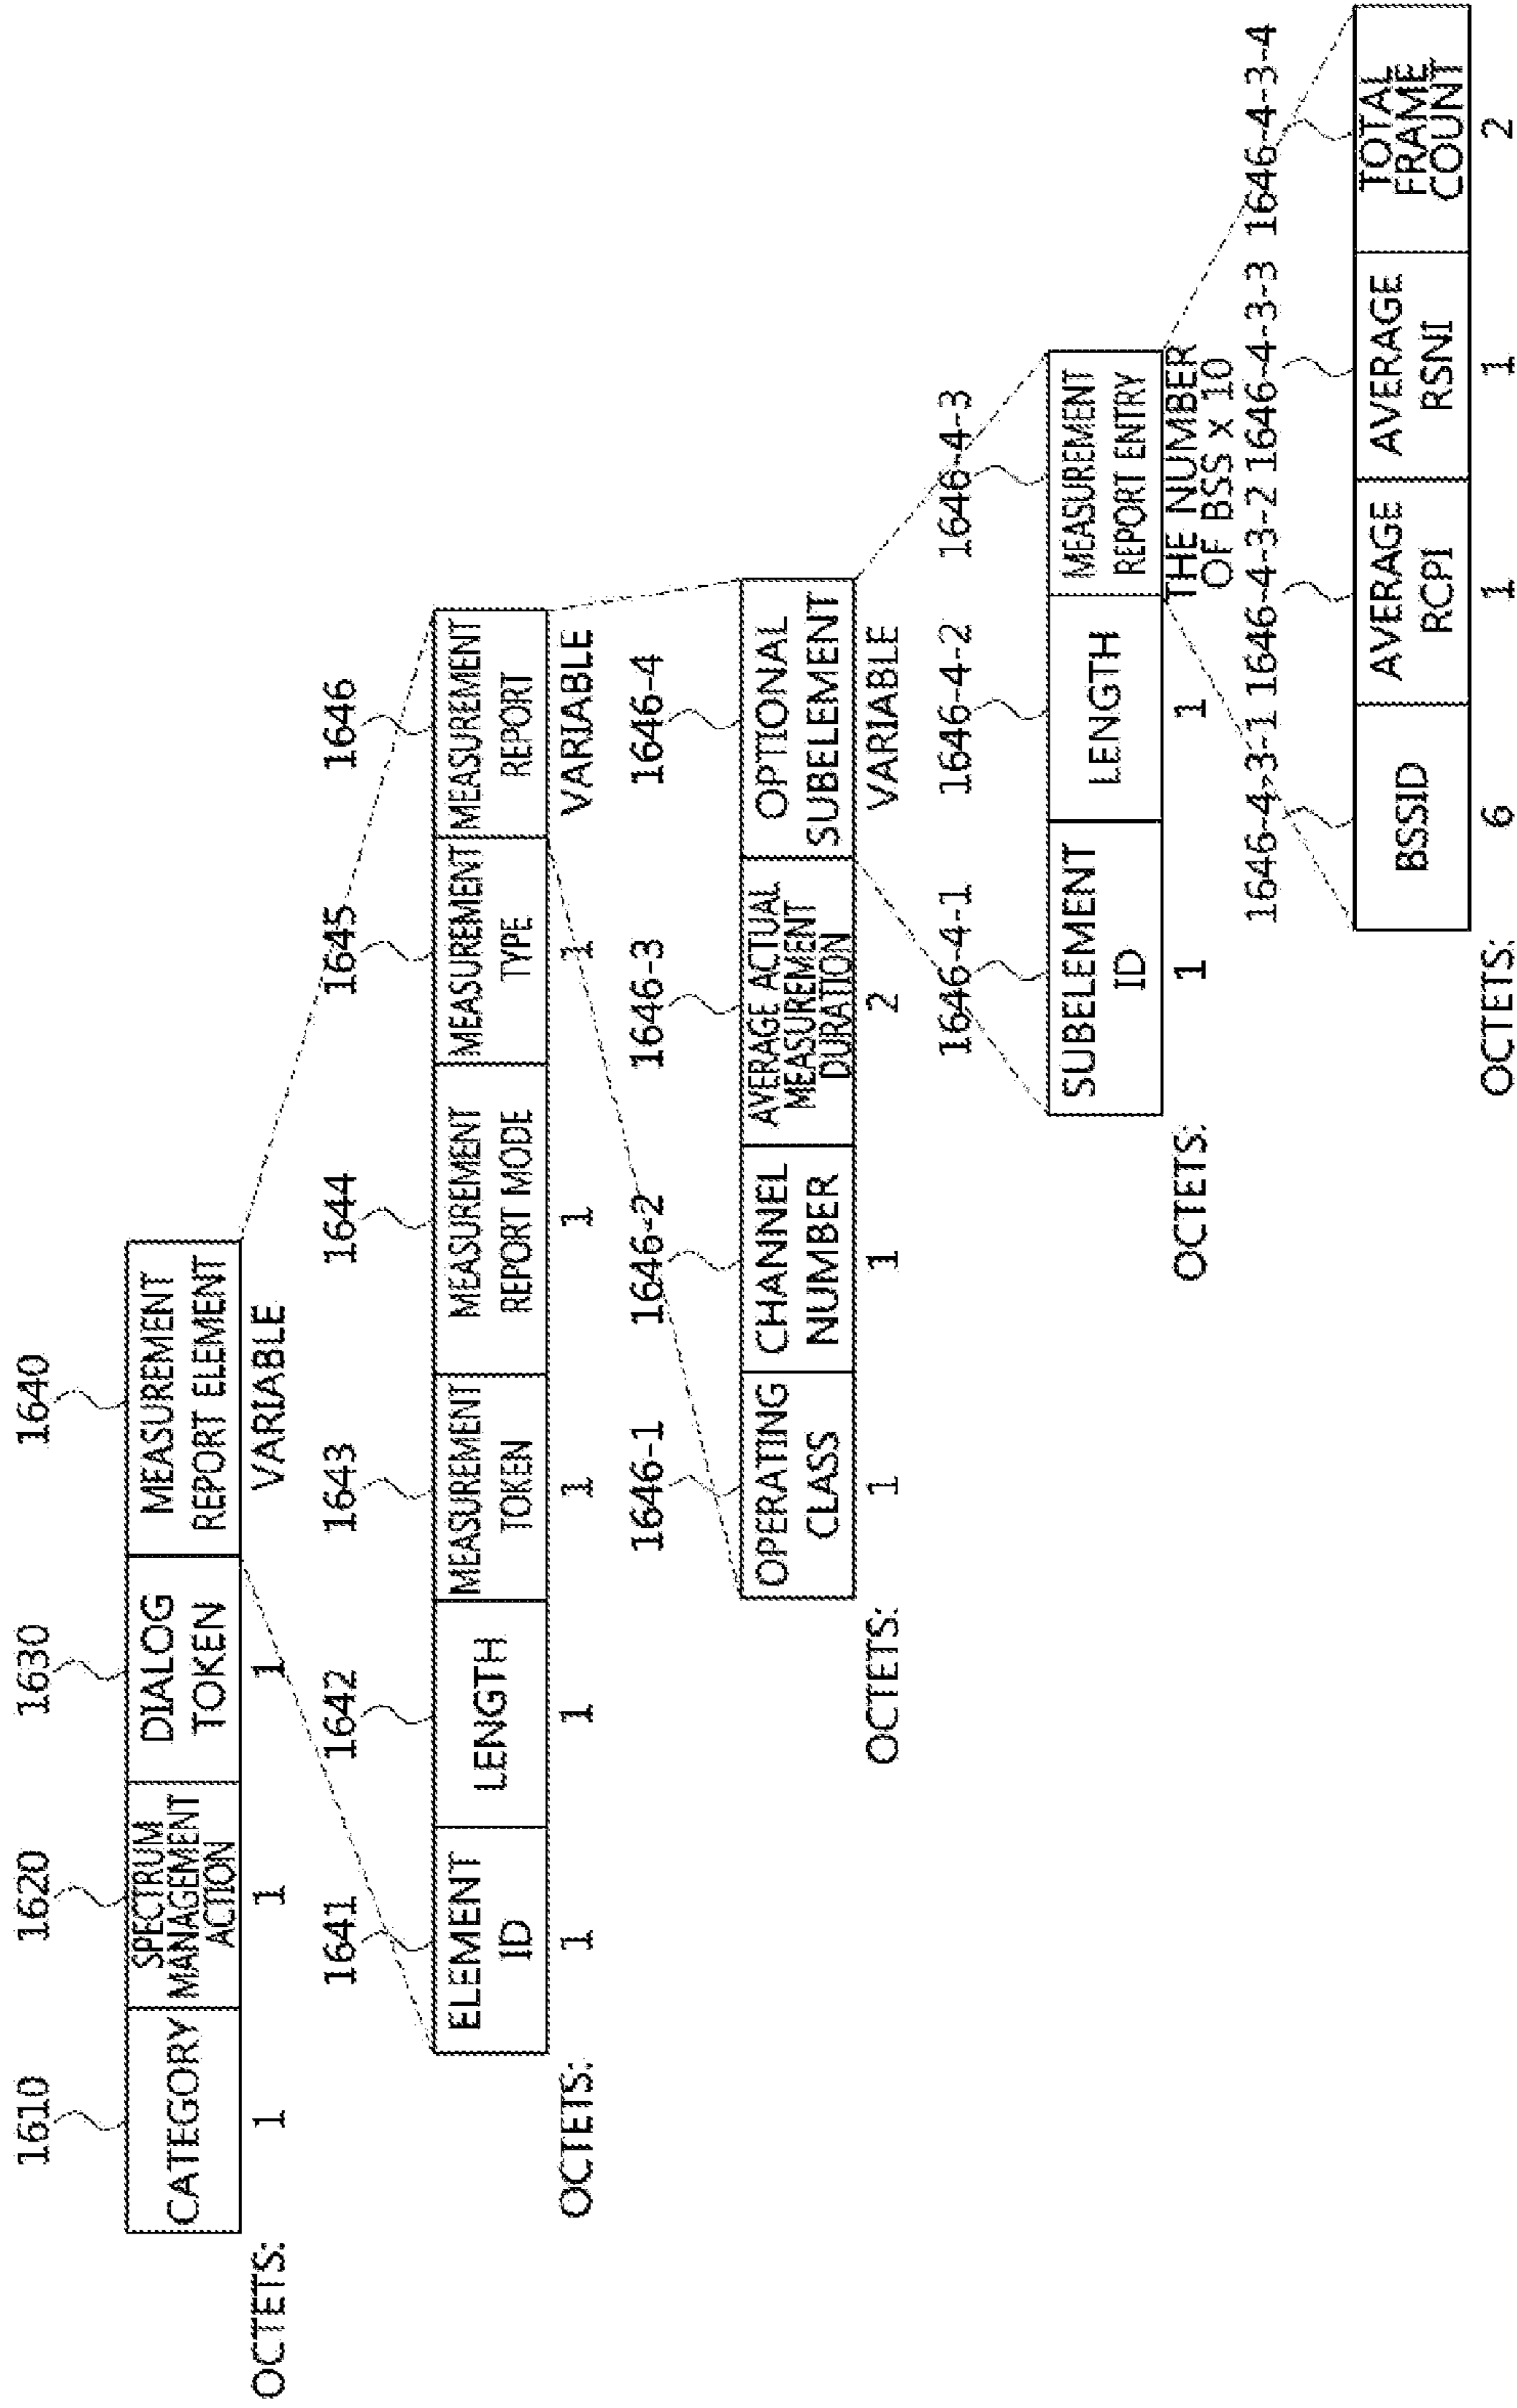 1610
1620
1630
1640
CATEGORY
SPECTRUM
MANAGEMENT
ACTION
DIALOG
TOKEN
MEASUREMENT
REPORT ELEMENT
OCTETS:
1
1
1
VARIABLE
1641
1642
1643
1644
1645
1646
ELEMENT
ID
LENGTH
MEASUREMENT
TOKEN
MEASUREMENT
REPORT MODE
MEASUREMENT
TYPE
MEASUREMENT
REPORT
OCTETS:
1
1
1
1
1
VARIABLE
1646-1
1646-2
1646-3
1646-4
OPERATING
CLASS
CHANNEL
NUMBER
AVERAGE ACTUAL
MEASUREMENT
DURATION
OPTIONAL
SUBELEMENT
OCTETS:
1
1
2
VARIABLE
1646-4-1
1646-4-2
1646-4-3
SUBELEMENT
ID
LENGTH
MEASUREMENT
REPORT ENTRY
OCTETS:
1
1
THE NUMBER
OF BSS x 10
1646-4-3-1
1646-4-3-2
1646-4-3-3
1646-4-3-4
BSSID
AVERAGE
RCPI
AVERAGE
RSNI
TOTAL
FRAME
COUNT
OCTETS:
6
1
1
2